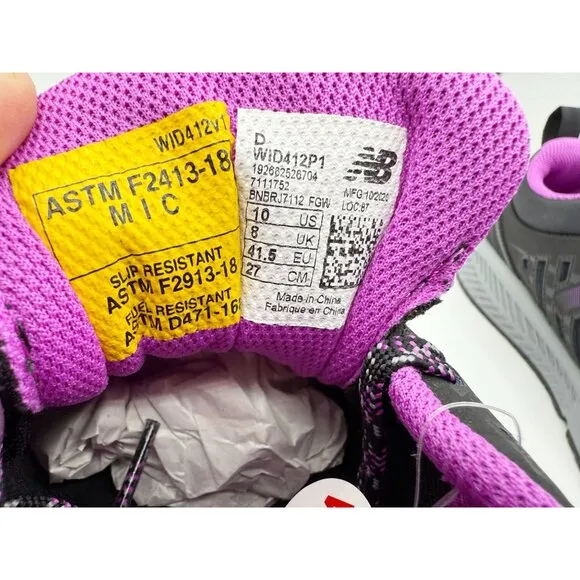 WID412V1
ASTM F2413-18
M I C
SLIP RESISTANT
ASTM F2913-18
FUEL RESISTANT
ASTM D471-16
D
WID412P1
192662526704
7111752
BNBRJ7112 FGW
10 US
8 UK
41.5 EU
27 CM
MFG:10/2020
LOC:67
Made in China
Fabriqué en Chine